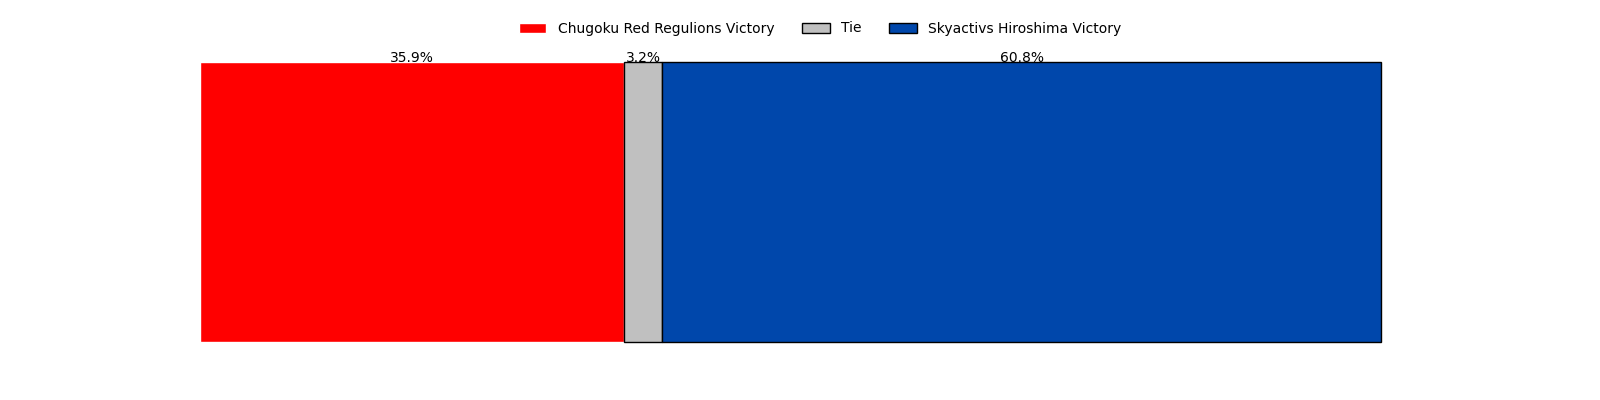 Chugoku Red Regulions Victory Tie Skyactivs Hiroshima Victory
35.9% 3.2% 60.8%